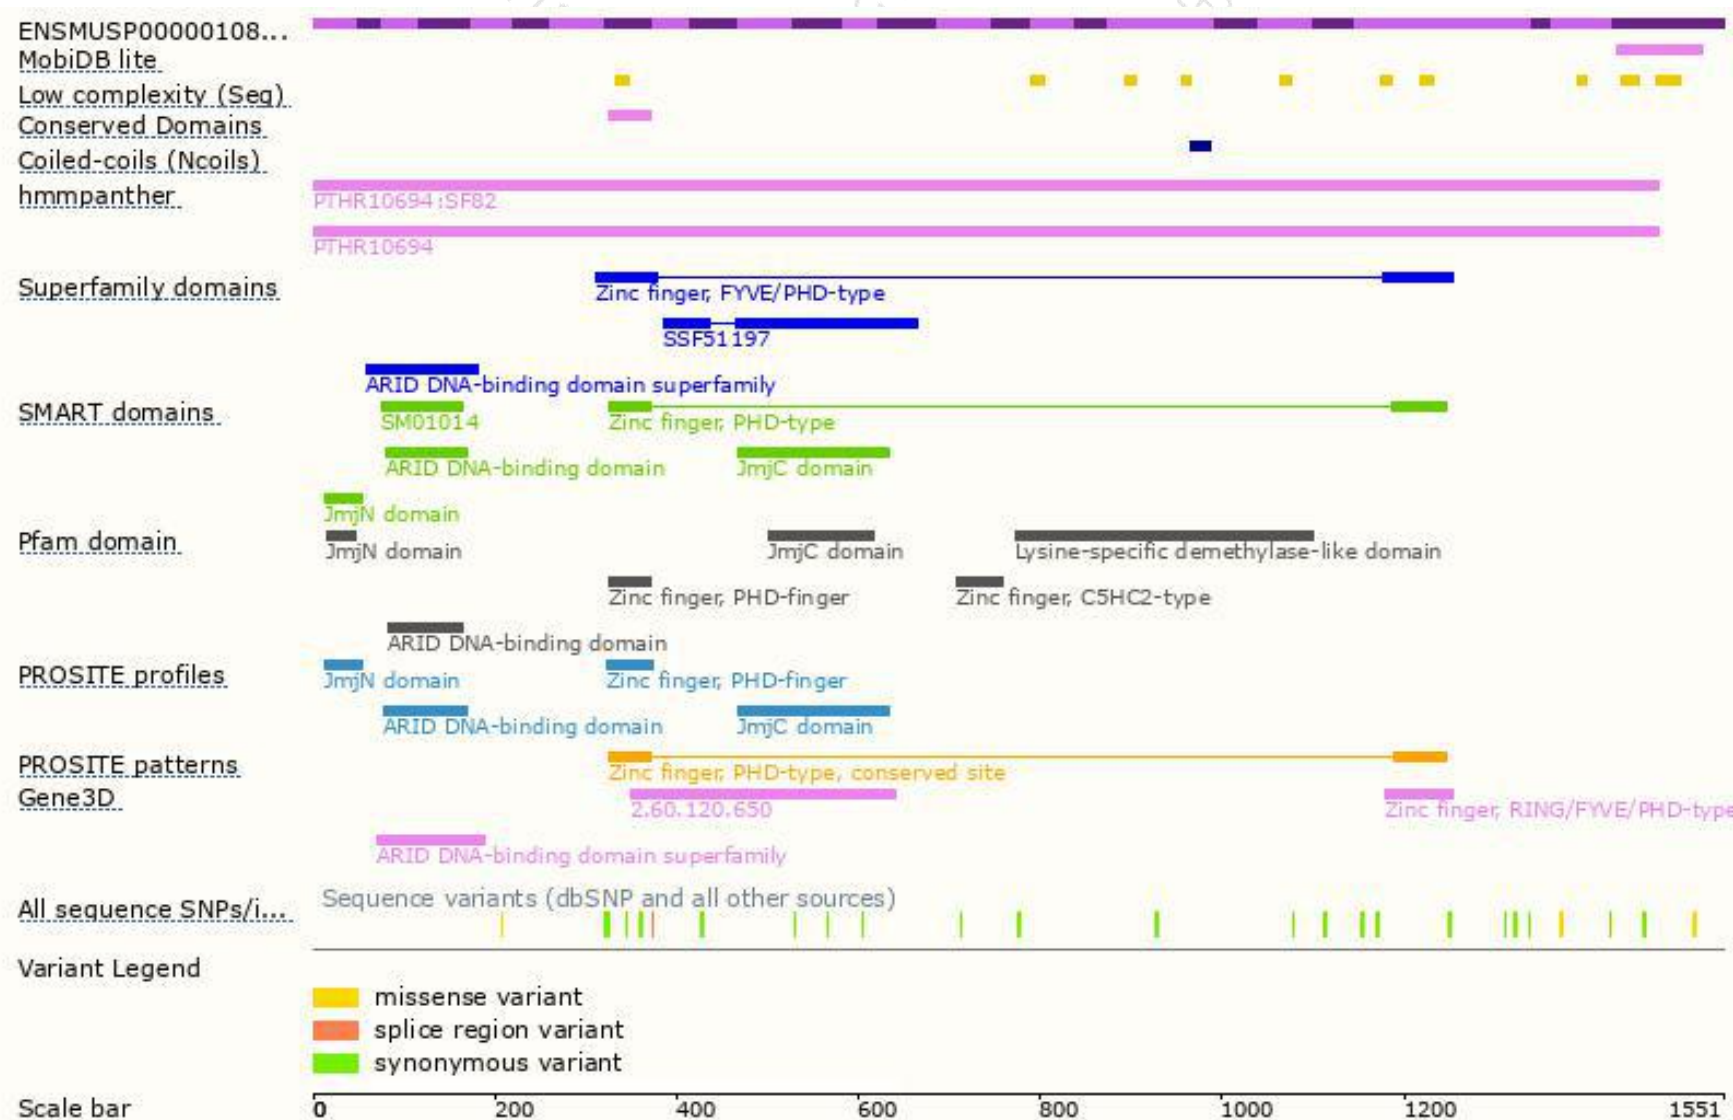 ENSMUSP00000108...
MobiDB lite
Low complexity (Seg)
Conserved Domains
Coiled-coils (Ncoils)
hmmpanther
PTHR10694:SF82
PTHR10694
Superfamily domains
Zinc finger, FYVE/PHD-type
SSF51197
ARID DNA-binding domain superfamily
SMART domains
SM01014 Zinc finger, PHD-type
ARID DNA-binding domain JmjC domain
JmjN domain
Pfam domain
JmjN domain JmjC domain Lysine-specific demethylase-like domain
Zinc finger, PHD-finger Zinc finger, C5HC2-type
ARID DNA-binding domain
PROSITE profiles
JmjN domain Zinc finger, PHD-finger
ARID DNA-binding domain JmjC domain
PROSITE patterns
Zinc finger, PHD-type, conserved site
Gene3D
2.60.120.650 Zinc finger, RING/FYVE/PHD-type
ARID DNA-binding domain superfamily
All sequence SNPs/i...
Sequence variants (dbSNP and all other sources)
Variant Legend
missense variant
splice region variant
synonymous variant
Scale bar 0 200 400 600 800 1000 1200 1551